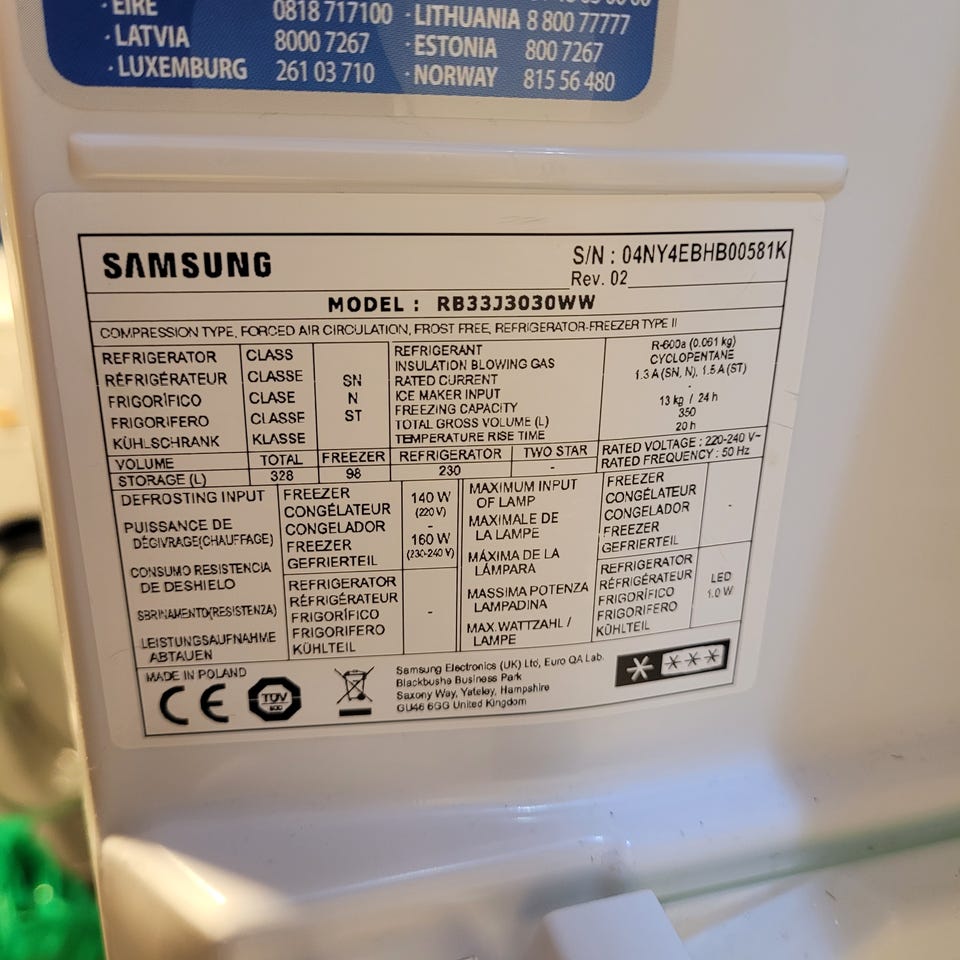 · EIRE 0818 717100 · LITHUANIA 8 800 77777
· LATVIA 8000 7267 · ESTONIA 800 7267
· LUXEMBURG 261 03 710 · NORWAY 815 56 480
SAMSUNG S/N : 04NY4EBHB00581K
Rev. 02
MODEL : RB33J3030WW
COMPRESSION TYPE, FORCED AIR CIRCULATION, FROST FREE, REFRIGERATOR-FREEZER TYPE II
REFRIGERATOR CLASS
RÉFRIGÉRATEUR CLASSE
FRIGORÍFICO CLASE
FRIGORIFERO CLASSE
KÜHLSCHRANK KLASSE
SN
N
ST
REFRIGERANT R-600a (0.061 kg)
INSULATION BLOWING GAS CYCLOPENTANE
RATED CURRENT 1.3 A (SN, N), 1.5 A (ST)
ICE MAKER INPUT -
FREEZING CAPACITY 13 kg / 24 h
TOTAL GROSS VOLUME (L) 350
TEMPERATURE RISE TIME 20 h
VOLUME TOTAL FREEZER REFRIGERATOR TWO STAR
STORAGE (L) 328 98 230 -
RATED VOLTAGE : 220-240 V~
RATED FREQUENCY : 50 Hz
DEFROSTING INPUT
PUISSANCE DE
DÉGIVRAGE(CHAUFFAGE)
CONSUMO RESISTENCIA
DE DESHIELO
SBRINAMENTO(RESISTENZA)
LEISTUNGSAUFNAHME
ABTAUEN
FREEZER
CONGÉLATEUR
CONGELADOR
FREEZER
GEFRIERTEIL
140 W
(220 V)
-
160 W
(230-240 V)
REFRIGERATOR
RÉFRIGÉRATEUR
FRIGORÍFICO
FRIGORIFERO
KÜHLTEIL
-
MAXIMUM INPUT
OF LAMP
MAXIMALE DE
LA LAMPE
MÁXIMA DE LA
LÁMPARA
MASSIMA POTENZA
LAMPADINA
MAX.WATTZAHL /
LAMPE
FREEZER
CONGÉLATEUR
CONGELADOR
FREEZER
GEFRIERTEIL
-
REFRIGERATOR
RÉFRIGÉRATEUR
FRIGORÍFICO
FRIGORIFERO
KÜHLTEIL
LED
1.0 W
MADE IN POLAND
CE
TÜV
SÜD
Samsung Electronics (UK) Ltd, Euro QA Lab.
Blackbushe Business Park
Saxony Way, Yateley, Hampshire
GU46 6GG United Kingdom